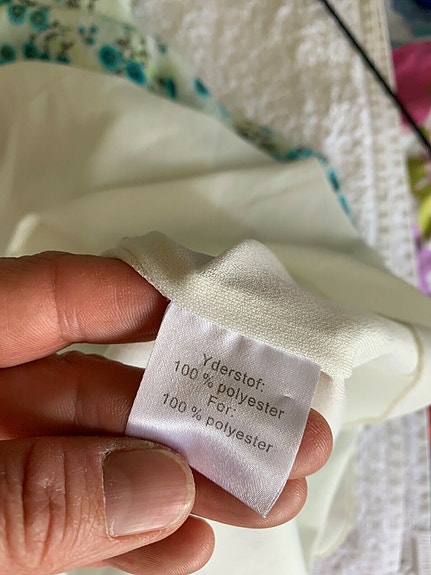 Yderstof:
100 % polyester
For:
100 % polyester